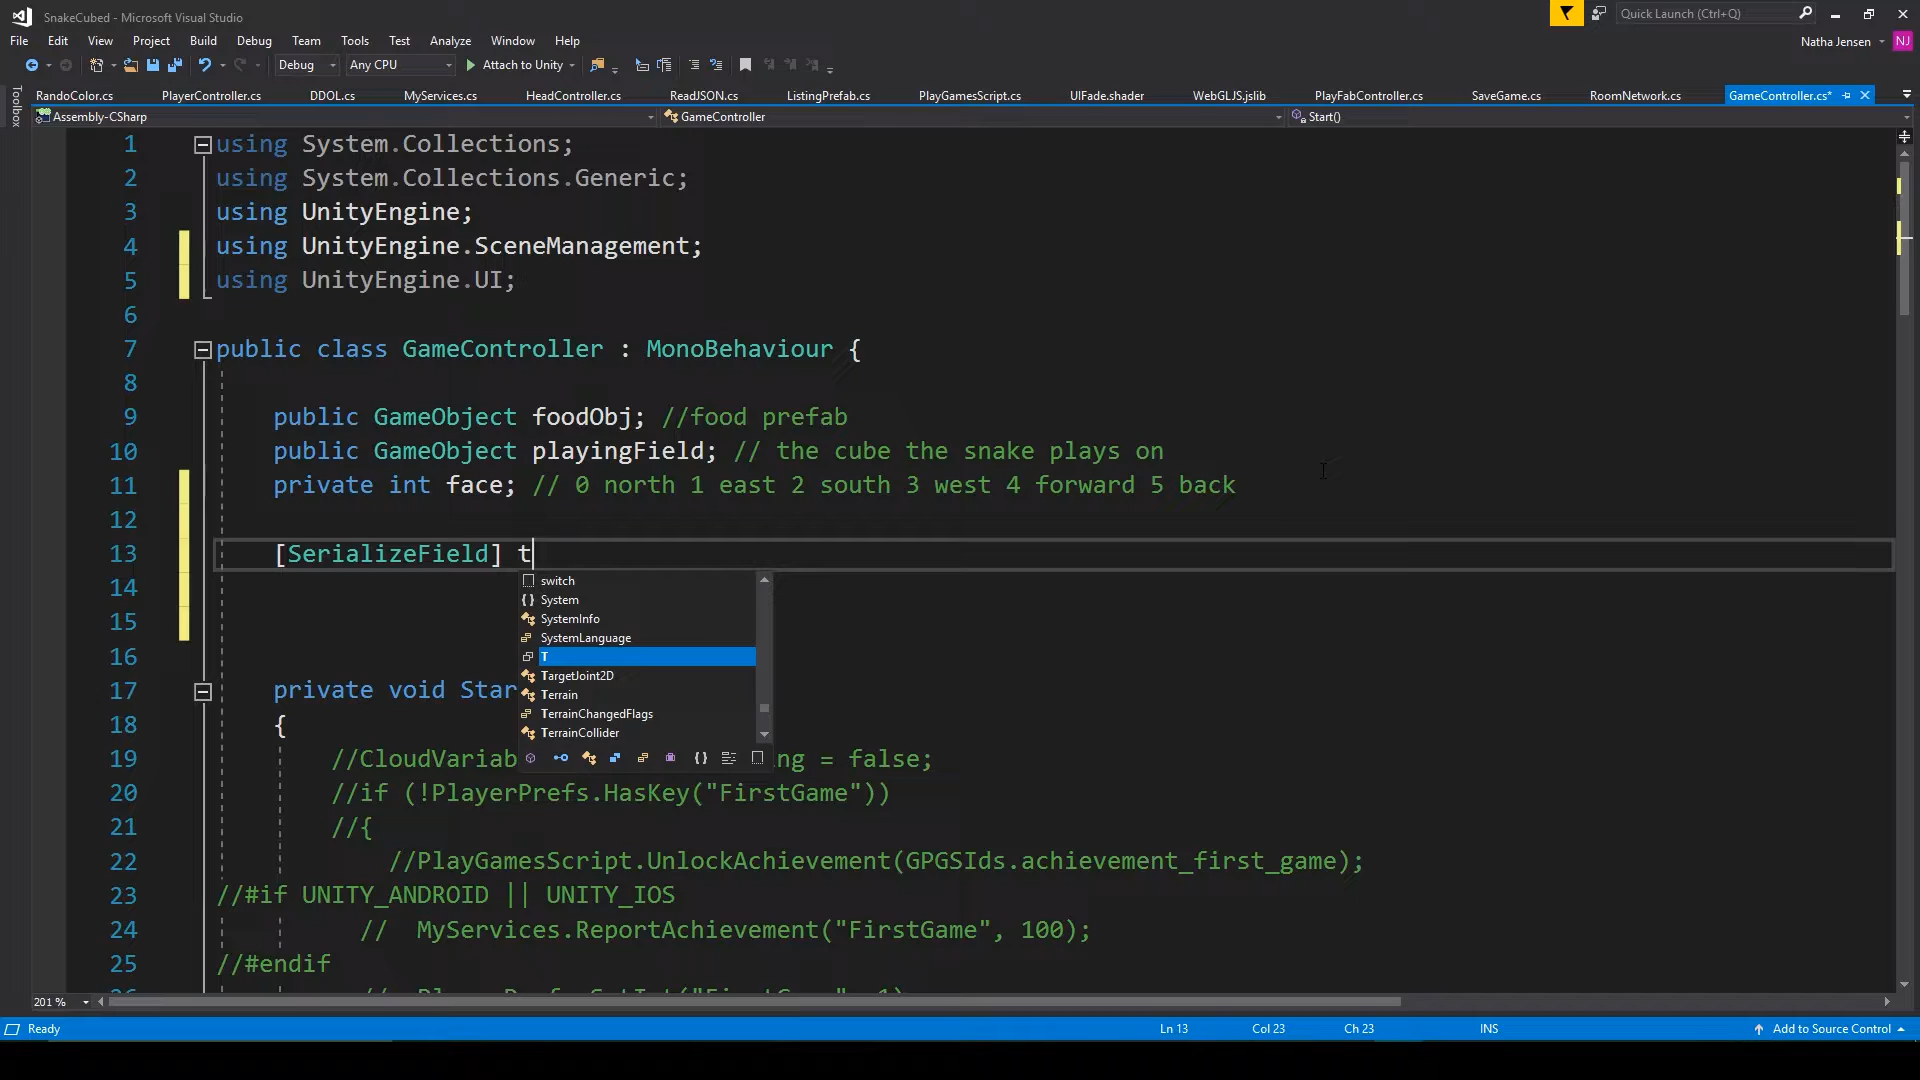 SnakeCubed - Microsoft Visual Studio
Quick Launch (Ctrl+Q)
File Edit View Project Build Debug Team Tools Test Analyze Window Help
Natha Jensen NJ
Debug Any CPU Attach to Unity
Toolbox
RandoColor.cs PlayerController.cs DDOL.cs MyServices.cs HeadController.cs ReadJSON.cs ListingPrefab.cs PlayGamesScript.cs UIFade.shader WebGLJS.jslib PlayFabController.cs SaveGame.cs RoomNetwork.cs GameController.cs*
Assembly-CSharp GameController Start()
1 using System.Collections;
2 using System.Collections.Generic;
3 using UnityEngine;
4 using UnityEngine.SceneManagement;
5 using UnityEngine.UI;
6
7 public class GameController : MonoBehaviour {
8
9 public GameObject foodObj; //food prefab
10 public GameObject playingField; // the cube the snake plays on
11 private int face; // 0 north 1 east 2 south 3 west 4 forward 5 back
12
13 [SerializeField] t
14
15
16
switch
System
SystemInfo
SystemLanguage
T
TargetJoint2D
Terrain
TerrainChangedFlags
TerrainCollider
17 private void Star
18 {
19 //CloudVariab ng = false;
20 //if (!PlayerPrefs.HasKey("FirstGame"))
21 //{
22 //PlayGamesScript.UnlockAchievement(GPGSIds.achievement_first_game);
23 //#if UNITY_ANDROID || UNITY_IOS
24 // MyServices.ReportAchievement("FirstGame", 100);
25 //#endif
201 %
Ready Ln 13 Col 23 Ch 23 INS Add to Source Control